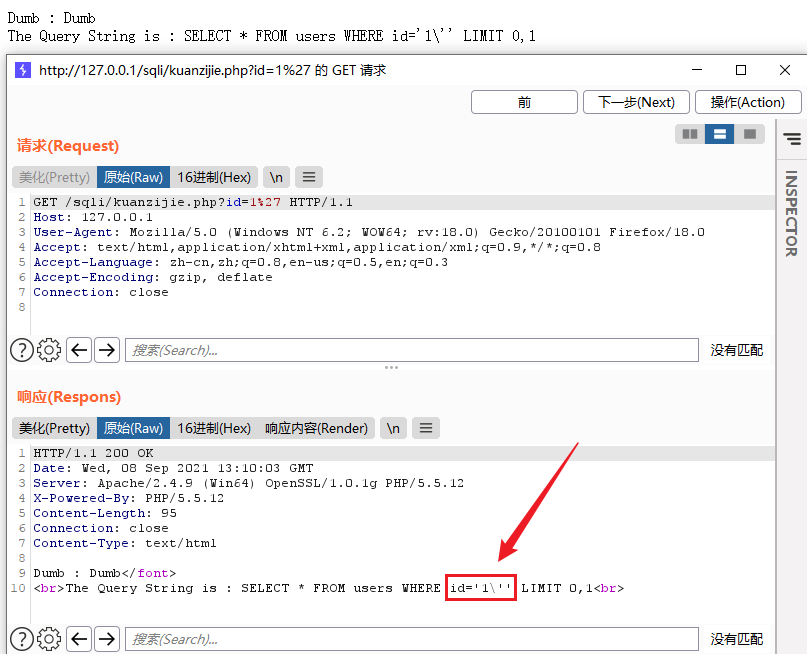 Dumb : Dumb
The Query String is : SELECT * FROM users WHERE id='1\'' LIMIT 0,1
http://127.0.0.1/sqli/kuanzijie.php?id=1%27 的 GET 请求
前 下一步(Next) 操作(Action)
请求(Request)
美化(Pretty) 原始(Raw) 16进制(Hex) \n
1 GET /sqli/kuanzijie.php?id=1%27 HTTP/1.1
2 Host: 127.0.0.1
3 User-Agent: Mozilla/5.0 (Windows NT 6.2; WOW64; rv:18.0) Gecko/20100101 Firefox/18.0
4 Accept: text/html,application/xhtml+xml,application/xml;q=0.9,*/*;q=0.8
5 Accept-Language: zh-cn,zh;q=0.8,en-us;q=0.5,en;q=0.3
6 Accept-Encoding: gzip, deflate
7 Connection: close
8
INSPECTOR
? 搜索(Search)... 没有匹配
响应(Respons)
美化(Pretty) 原始(Raw) 16进制(Hex) 响应内容(Render) \n
1 HTTP/1.1 200 OK
2 Date: Wed, 08 Sep 2021 13:10:03 GMT
3 Server: Apache/2.4.9 (Win64) OpenSSL/1.0.1g PHP/5.5.12
4 X-Powered-By: PHP/5.5.12
5 Content-Length: 95
6 Connection: close
7 Content-Type: text/html
8
9 Dumb : Dumb</font>
10 <br>The Query String is : SELECT * FROM users WHERE id='1\'' LIMIT 0,1<br>
? 搜索(Search)... 没有匹配